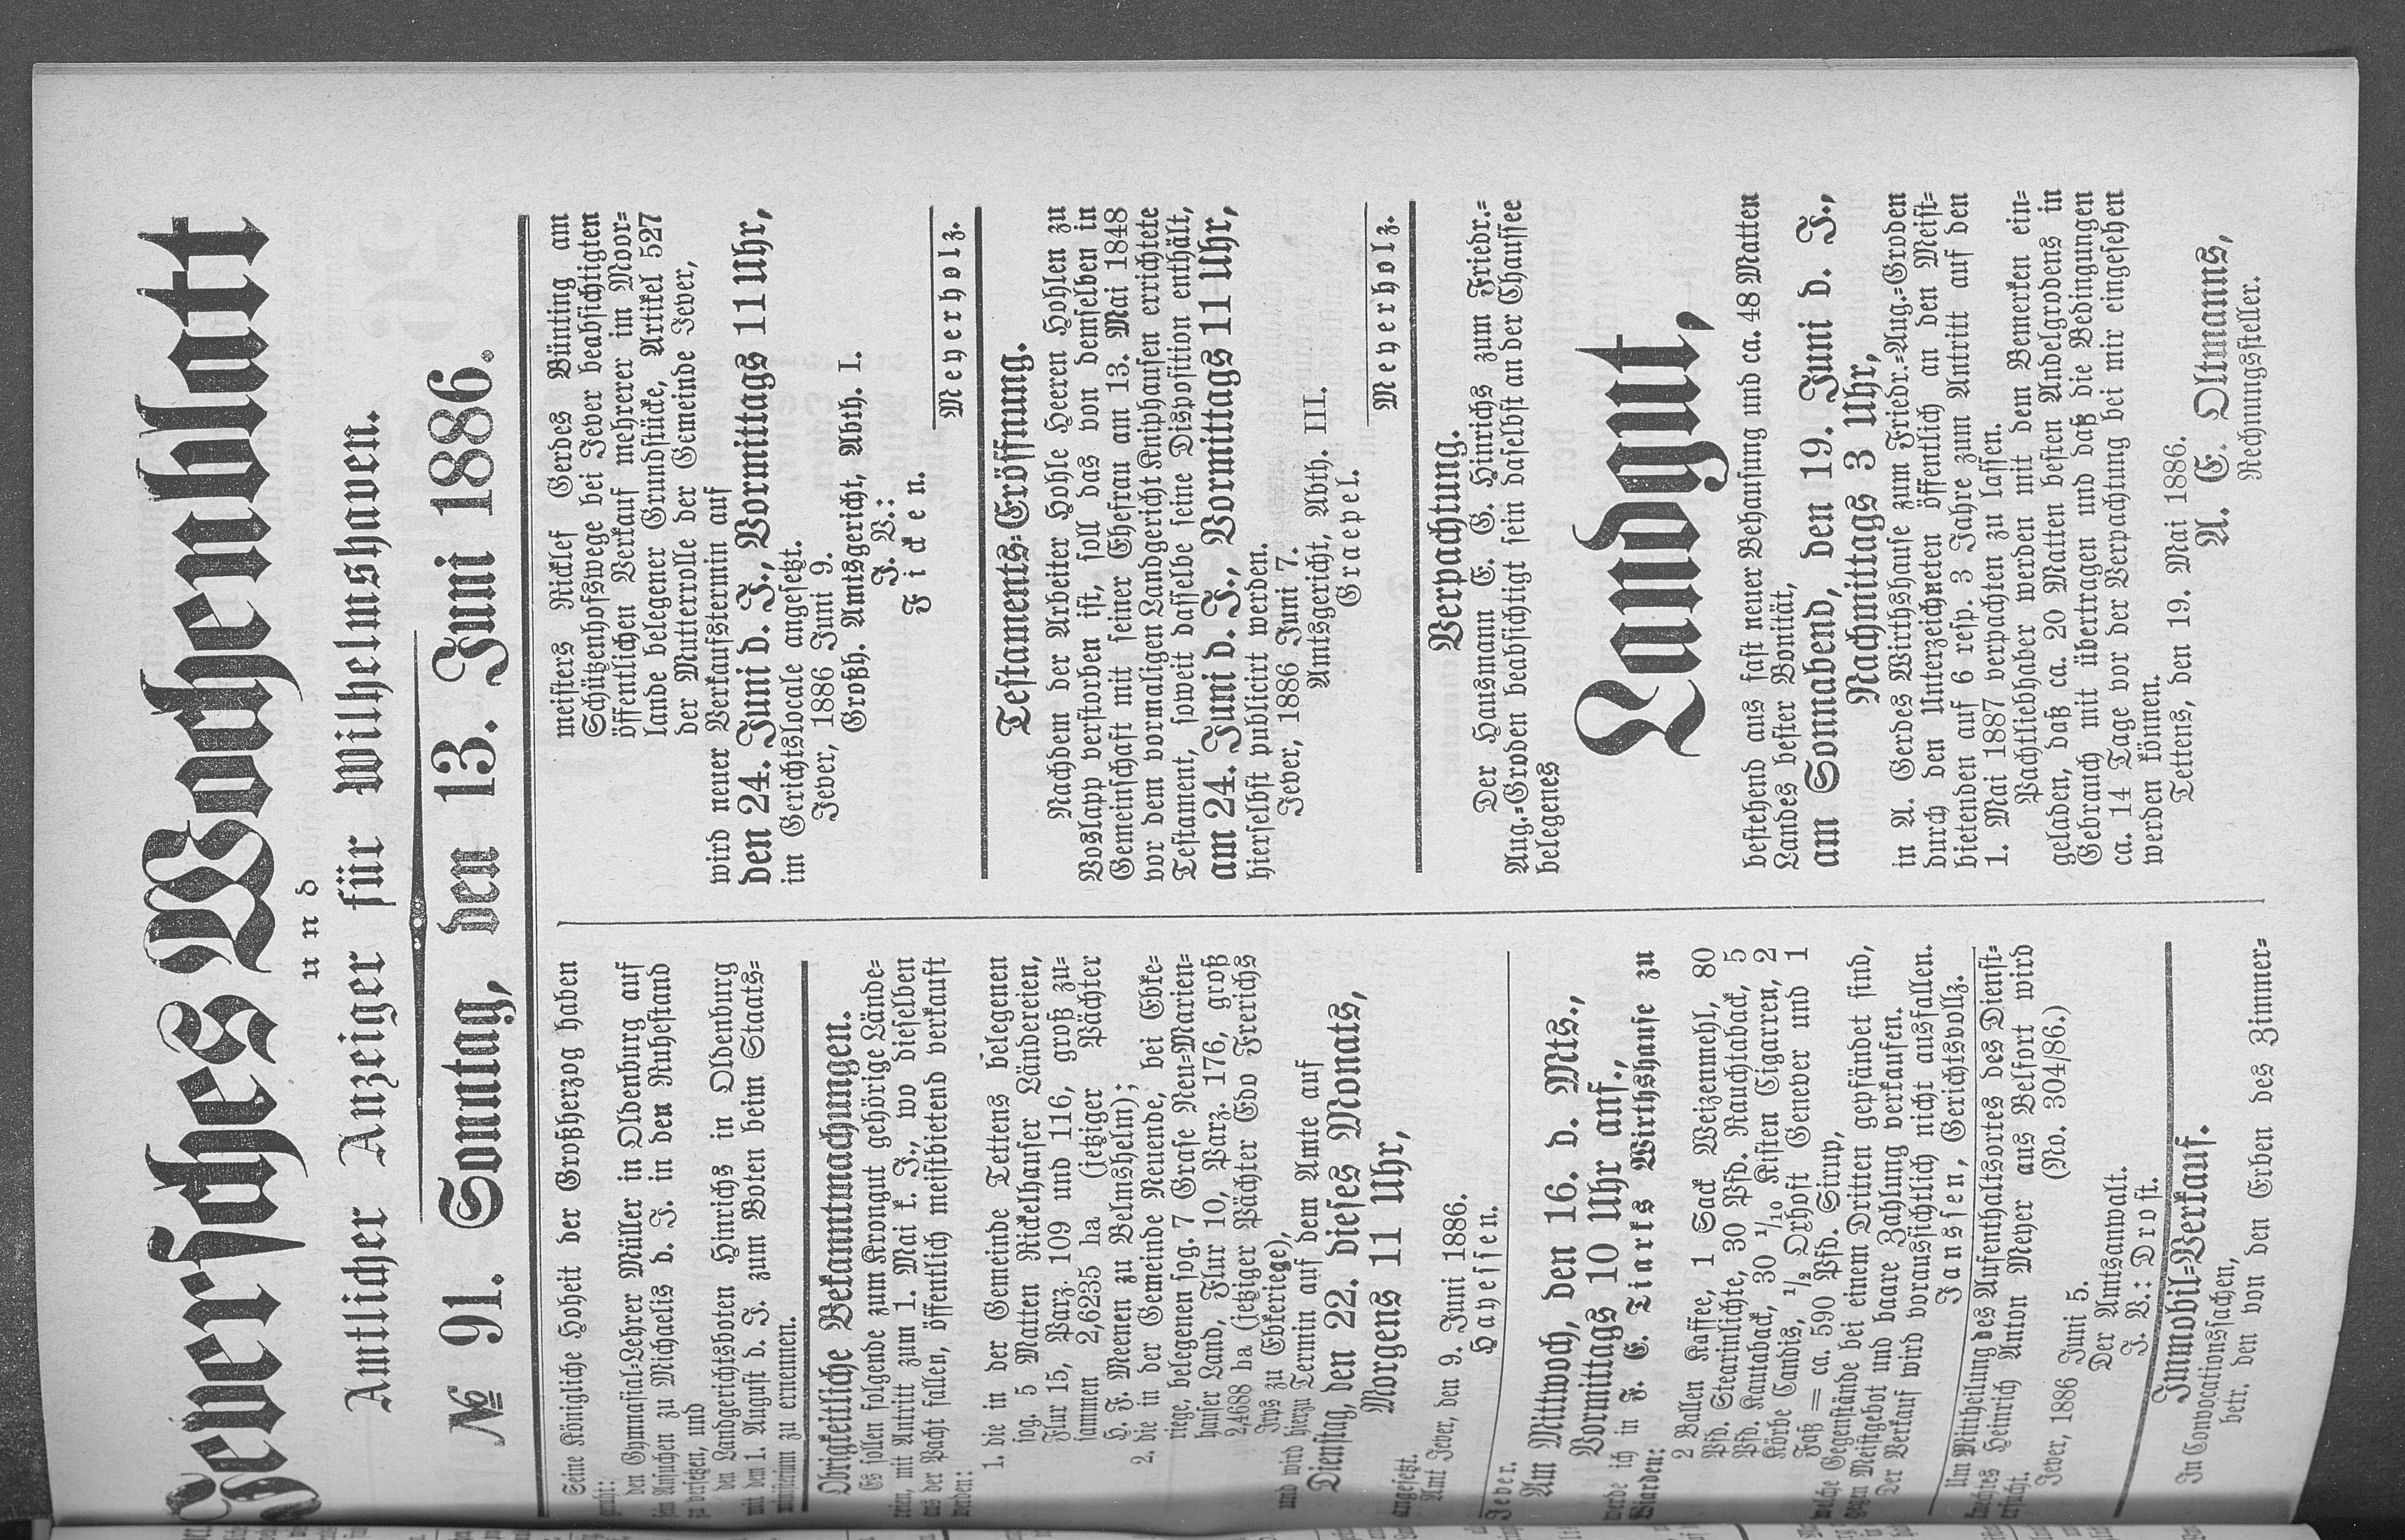 Jeversches Wochenblatt
und
Amtlicher Anzeiger für Wilhelmshaven.
№ 91. Sonntag, den 13. Juni 1886.
Seine Königliche Hoheit der Großherzog haben
geruht:
den Gymnasial-Lehrer Müller in Oldenburg auf
sein Ansuchen zu Michaelis d. J. in den Ruhestand
zu versetzen, und
den Landgerichtsboten Hinrichs in Oldenburg
mit dem 1. August d. J. zum Boten beim Staats-
ministerium zu ernennen.
Obrigkeitliche Bekanntmachungen.
Es sollen folgende zum Krongut gehörige Lände-
reien, mit Antritt zum 1. Mai k. J., wo dieselben
aus der Pacht fallen, öffentlich meistbietend verkauft
werden:
1. die in der Gemeinde Tettens belegenen
sog. 5 Matten Rickelhauser Ländereien,
Flur 15, Parz. 109 und 116, groß zu-
sammen 2,6235 ha (jetziger Pächter
H. F. Meenen zu Belmshelm);
2. die in der Gemeinde Neuende, bei Ebke-
riege, belegenen sog. 7 Grase Neu-Marien-
hauser Land, Flur 10, Parz. 176, groß
2,4688 ha (jetziger Pächter Edo Frerichs
Irps zu Ebkeriege),
und wird hierzu Termin auf dem Amte auf
Dienstag, den 22. dieses Monats,
Morgens 11 Uhr,
angesetzt.
Amt Jever, den 9. Juni 1886.
Hayessen.
Jever.
Am Mittwoch, den 16. d. Mts.,
Vormittags 10 Uhr anf.,
werde ich in F. E. Tiarks Wirthshause zu
Wiarden:
2 Ballen Kaffee, 1 Sack Weizenmehl, 80
Pfd. Stearinlichte, 30 Pfd. Rauchtaback, 5
Pfd. Kautaback, 30 1/10 Kisten Cigarren, 2
Körbe Candis, 1/2 Orhoft Genever und 1
Faß = ca. 590 Pfd. Sirup,
welche Gegenstände bei einem Dritten gepfändet sind,
gegen Meistgebot und baare Zahlung verkaufen.
Der Verkauf wird voraussichtlich nicht ausfallen.
Janssen, Gerichtsvollz.
Um Mittheilung des Aufenthaltsortes des Dienst-
knechtes Heinrich Anton Meyer aus Belfort wird
ersucht. (No. 304/86.)
Jever, 1886 Juni 5.
Der Amtsanwalt.
J. V.: Drost.
Immobil-Verkauf.
In Convocationssachen,
betr. den von den Erben des Zimmer-
meisters Ricklef Gerdes Bünting am
Schützenhofswege bei Jever beabsichtigten
öffentlichen Verkauf mehrerer im Moor-
lande belegener Grundstücke, Artikel 527
der Mutterrolle der Gemeinde Jever,
wird neuer Verkaufstermin auf
den 24. Juni d. J., Vormittags 11 Uhr,
im Gerichtslocale angesetzt.
Jever, 1886 Juni 9.
Großh. Amtsgericht, Abth. I.
J. V.:
Ficken.
Meyerholz.
Testaments-Eröffnung.
Nachdem der Arbeiter Hohle Heeren Hohlen zu
Voslapp verstorben ist, soll das von demselben in
Gemeinschaft mit seiner Ehefrau am 13. Mai 1848
vor dem vormaligen Landgericht Kniphausen errichtete
Testament, soweit dasselbe seine Disposition enthält,
am 24. Juni d. J., Vormittags 11 Uhr,
hierselbst publicirt werden.
Jever, 1886 Juni 7.
Amtsgericht, Abth. III.
Graepel.
Meyerholz.
Verpachtung.
Der Hausmann E. G. Hinrichs zum Friedr.-
Aug.-Groden beabsichtigt sein daselbst an der Chaussee
belegenes
Landgut,
bestehend aus fast neuer Behausung und ca. 48 Matten
Landes bester Bonität,
am Sonnabend, den 19. Juni d. J.,
Nachmittags 3 Uhr,
in A. Gerdes Wirthshause zum Friedr.-Aug.-Groden
durch den Unterzeichneten öffentlich an den Meist-
bietenden auf 6 resp. 3 Jahre zum Antritt auf den
1. Mai 1887 verpachten zu lassen.
Pachtliebhaber werden mit dem Bemerken ein-
geladen, daß ca. 20 Matten besten Andelgrodens in
Gebrauch mit übertragen und daß die Bedingungen
ca. 14 Tage vor der Verpachtung bei mir eingesehen
werden können.
Tettens, den 19. Mai 1886.
A. E. Oltmanns,
Rechnungssteller.